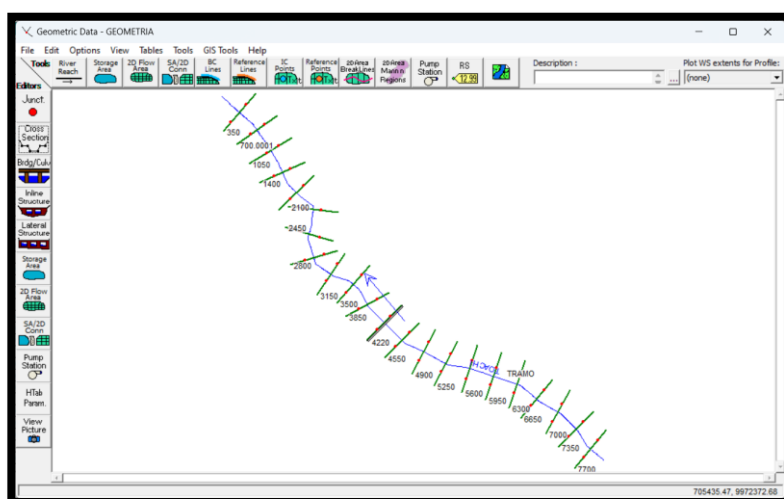 Geometric Data - GEOMETRIA
File Edit Options View Tables Tools GIS Tools Help
Tools
Editors
River
Reach
Storage
Area
2D Flow
Area
SA/2D
Conn
BC
Lines
Reference
Lines
IC
Points
Reference
Points
2D Area
BreakLines
2D Area
Mann n
Regions
Pump
Station
RS
12.99
Description :
...
Plot WS extents for Profile:
(none)
Junct.
Cross
Section
Brdg/Culv
Inline
Structure
Lateral
Structure
Storage
Area
2D Flow
Area
SA/2D
Conn
Pump
Station
HTab
Param.
View
Picture
350
700.0001
1050
1400
2100
2450
2800
3150
3500
3850
4220
4550
4900
5250
5600
5950
TOACHI
TRAMO
6300
6650
7000
7350
7700
705435.47, 9972372.68